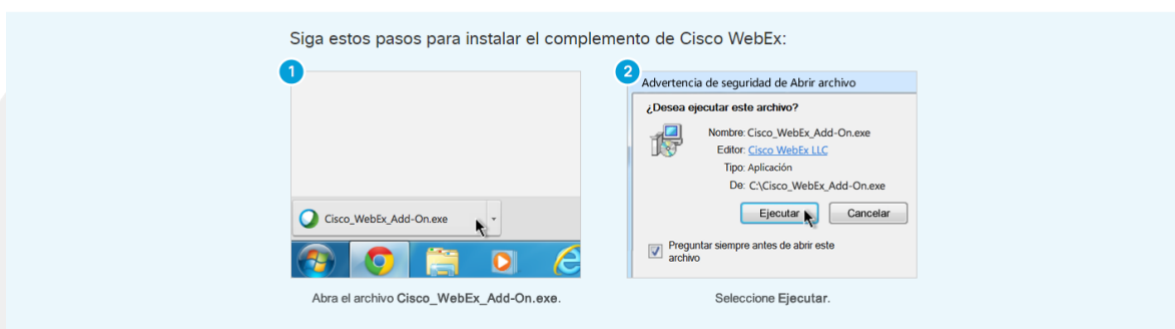 Siga estos pasos para instalar el complemento de Cisco WebEx:
1
Cisco_WebEx_Add-On.exe
Abra el archivo Cisco_WebEx_Add-On.exe.
2
Advertencia de seguridad de Abrir archivo
¿Desea ejecutar este archivo?
Nombre: Cisco_WebEx_Add-On.exe
Editor: Cisco WebEx LLC
Tipo: Aplicación
De: C:\Cisco_WebEx_Add-On.exe
Ejecutar Cancelar
Preguntar siempre antes de abrir este
archivo
Seleccione Ejecutar.